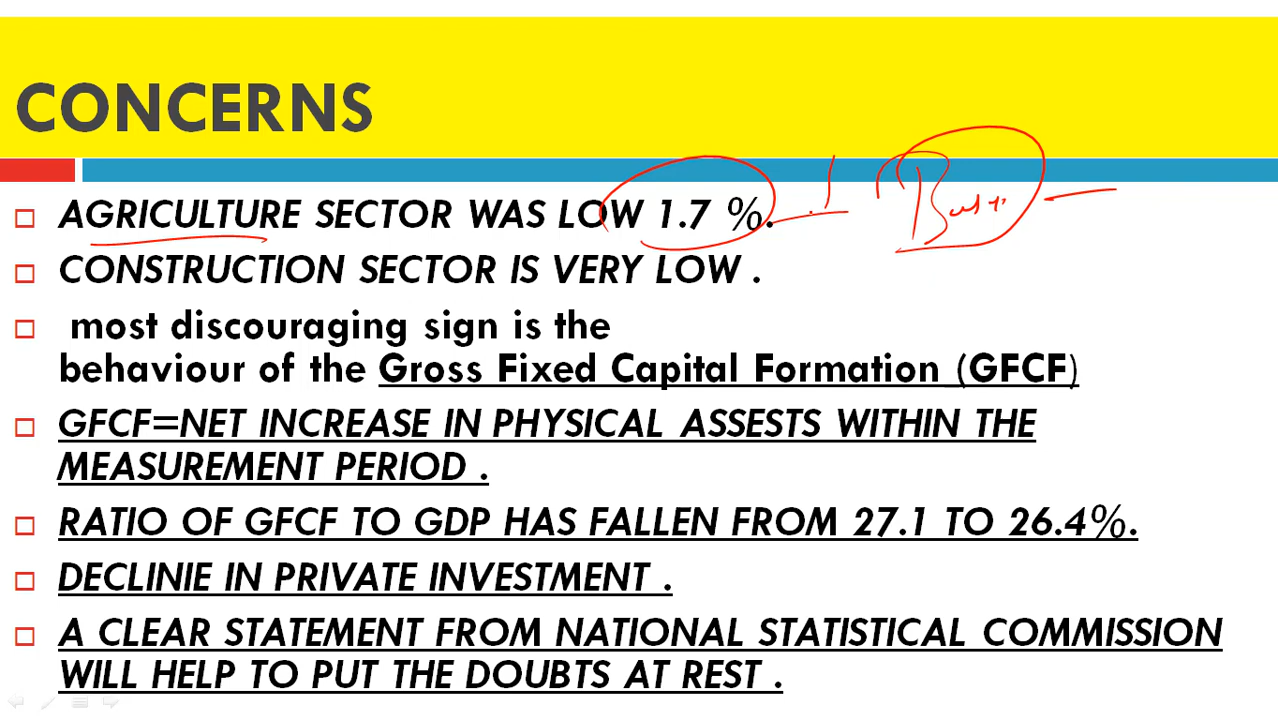 CONCERNS
AGRICULTURE SECTOR WAS LOW 1.7 %.
CONSTRUCTION SECTOR IS VERY LOW .
most discouraging sign is the
behaviour of the Gross Fixed Capital Formation (GFCF)
GFCF=NET INCREASE IN PHYSICAL ASSESTS WITHIN THE
MEASUREMENT PERIOD .
RATIO OF GFCF TO GDP HAS FALLEN FROM 27.1 TO 26.4%.
DECLINIE IN PRIVATE INVESTMENT .
A CLEAR STATEMENT FROM NATIONAL STATISTICAL COMMISSION
WILL HELP TO PUT THE DOUBTS AT REST .